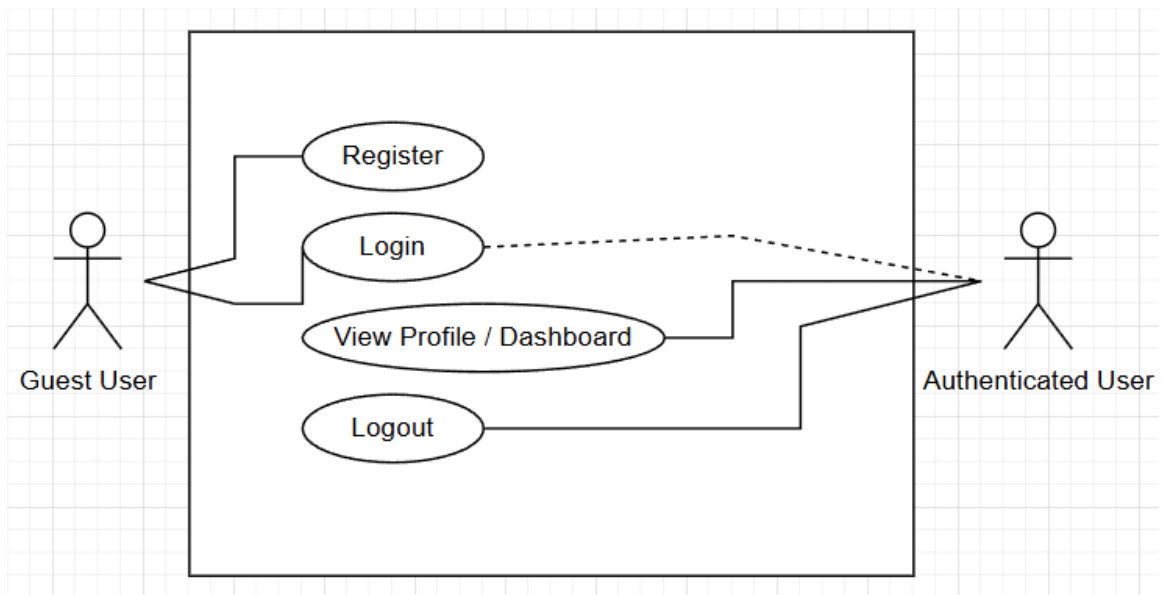 Register
Login
View Profile / Dashboard
Logout
Guest User
Authenticated User